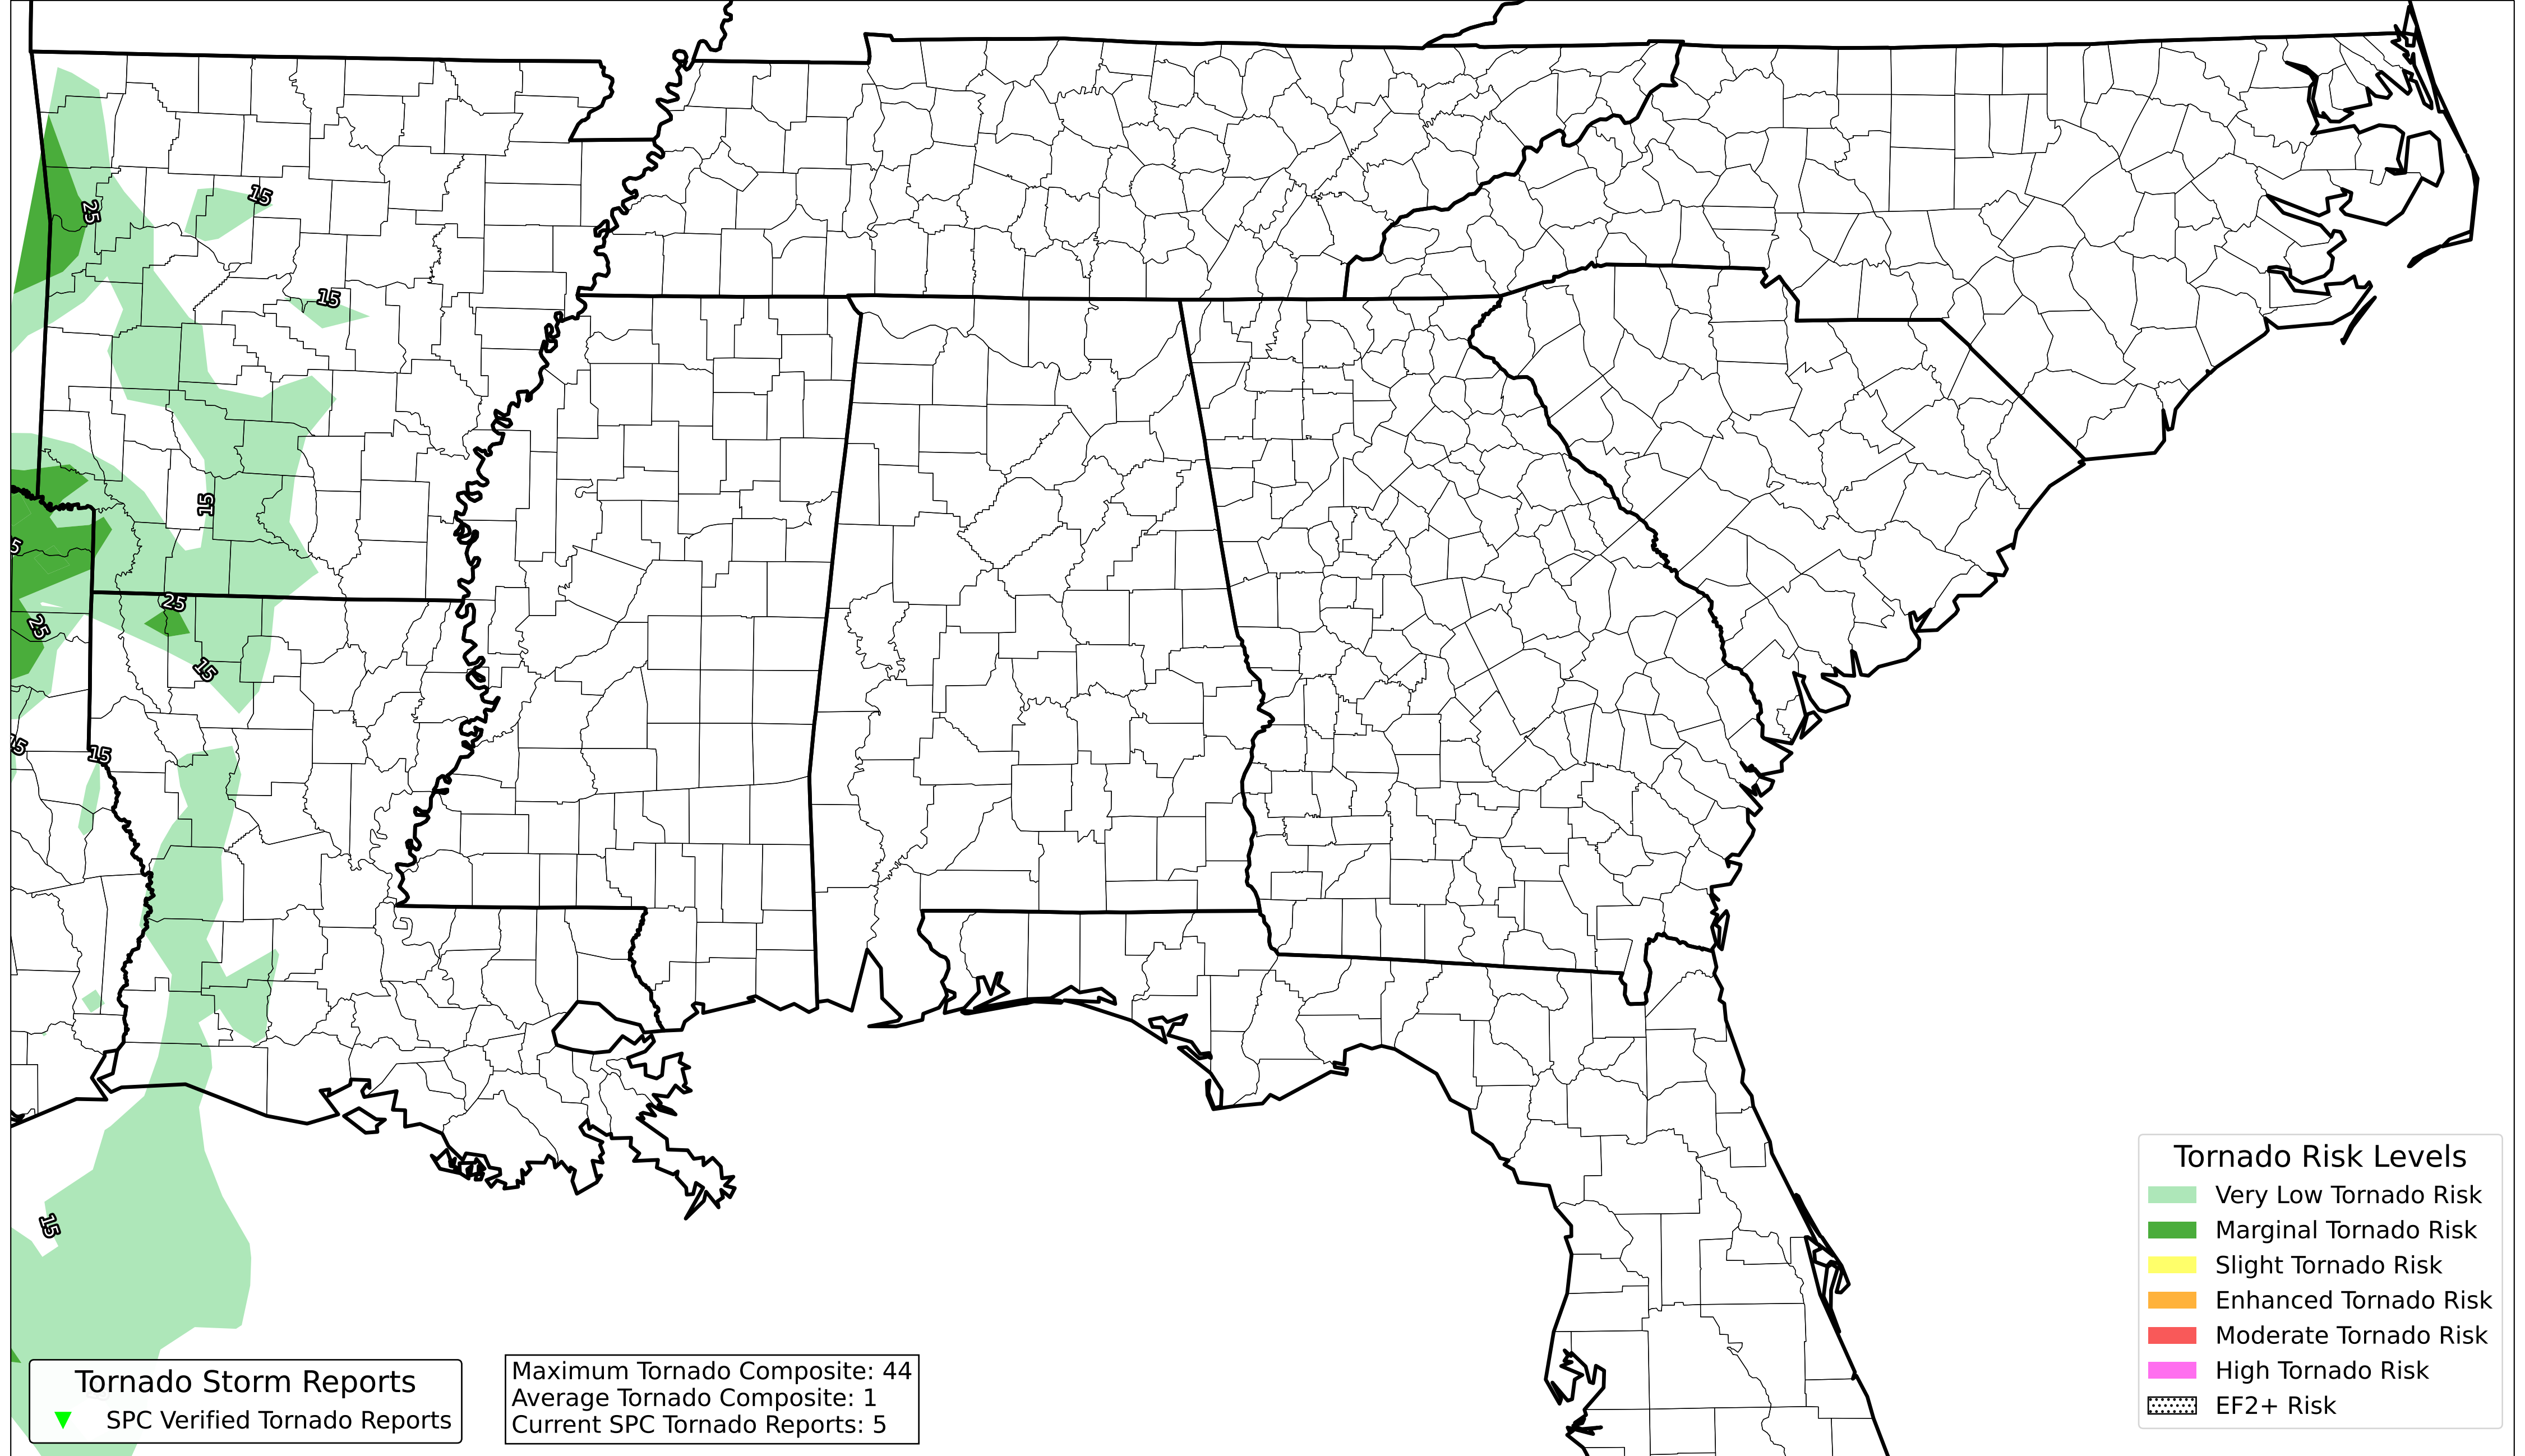 25
15
15
15
5
25
25
15
15
15
15
Tornado Risk Levels
Very Low Tornado Risk
Marginal Tornado Risk
Slight Tornado Risk
Enhanced Tornado Risk
Moderate Tornado Risk
High Tornado Risk
EF2+ Risk
Tornado Storm Reports
SPC Verified Tornado Reports
Maximum Tornado Composite: 44
Average Tornado Composite: 1
Current SPC Tornado Reports: 5